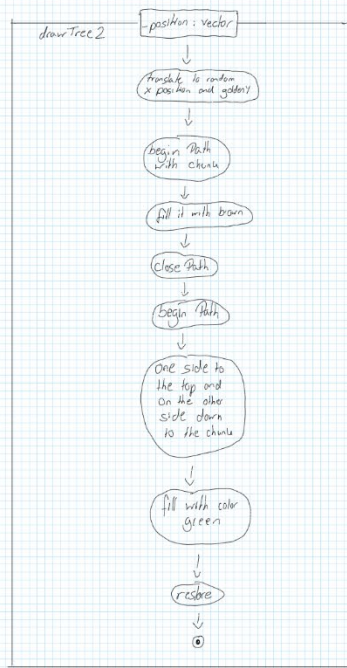 drawTree2
_position : vector
translate to random
x position and golden Y
begin Path
with chunk
fill it with brown
close Path
begin Path
One side to
the top and
on the other
side down
to the chunk
fill with color
green
restore